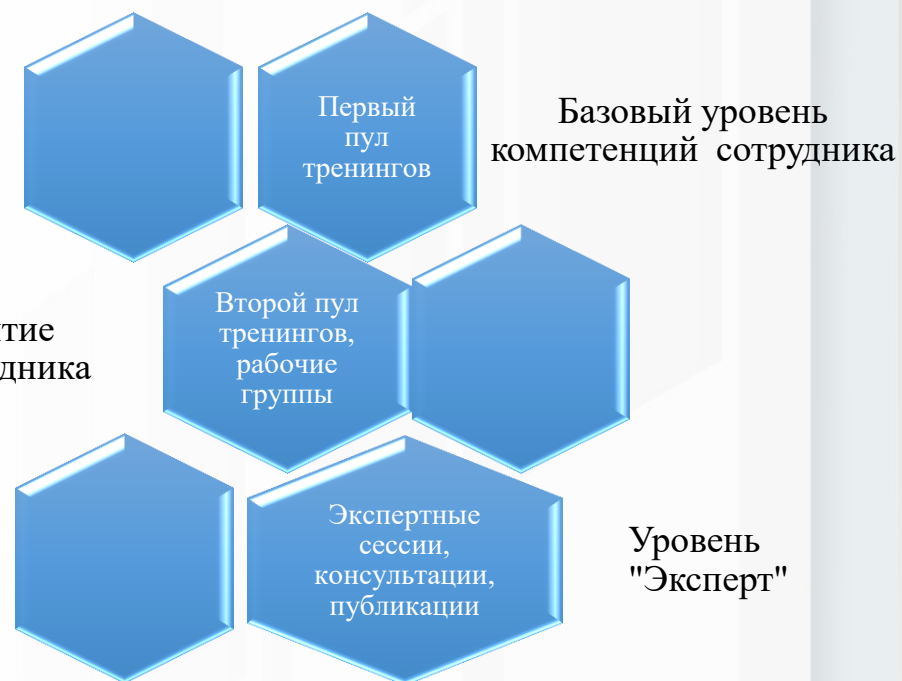 Первый
пул
тренингов
Базовый уровень
компетенций сотрудника
Второй пул
тренингов,
рабочие
группы
Экспертные
сессии,
консультации,
публикации
Уровень
"Эксперт"